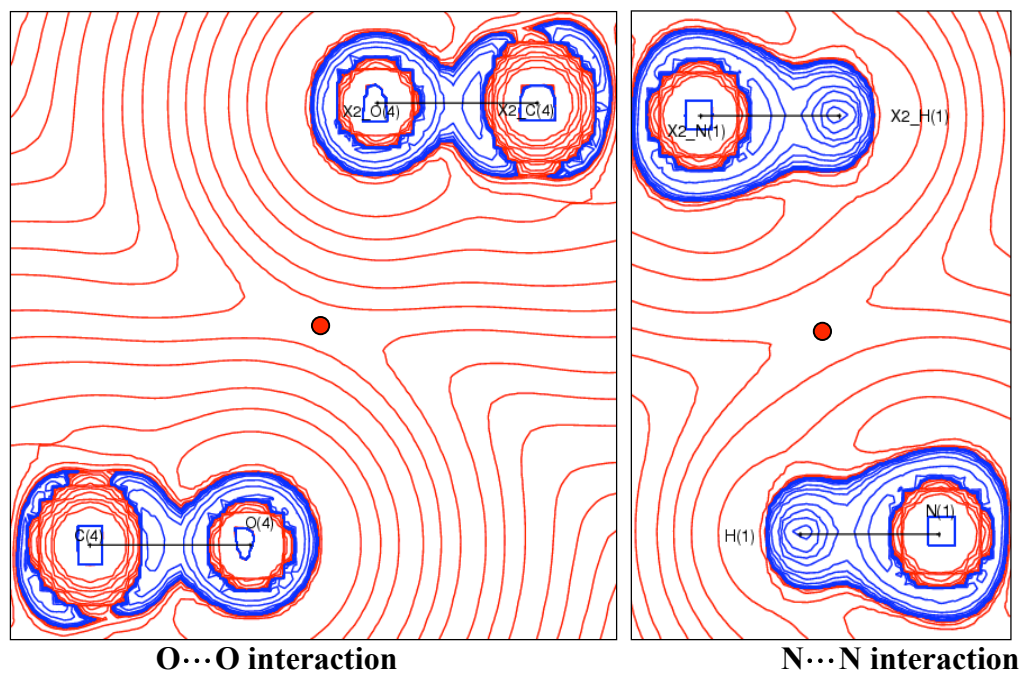 X2_O(4) X2_C(4)
X2_N(1) X2_H(1)
C(4) O(4)
H(1) N(1)
O···O interaction
N···N interaction